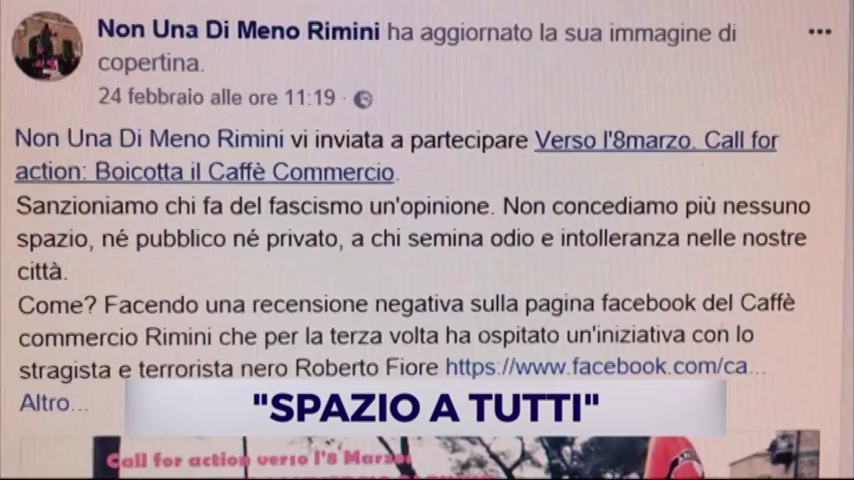 Non Una Di Meno Rimini ha aggiornato la sua immagine di
copertina.
24 febbraio alle ore 11:19 ·
Non Una Di Meno Rimini vi inviata a partecipare Verso l'8marzo. Call for
action: Boicotta il Caffè Commercio.
Sanzioniamo chi fa del fascismo un'opinione. Non concediamo più nessuno
spazio, né pubblico né privato, a chi semina odio e intolleranza nelle nostre
città.
Come? Facendo una recensione negativa sulla pagina facebook del Caffè
commercio Rimini che per la terza volta ha ospitato un'iniziativa con lo
stragista e terrorista nero Roberto Fiore https://www.facebook.com/ca...
Altro...
"SPAZIO A TUTTI"
Call for action verso l'8 Marzo: